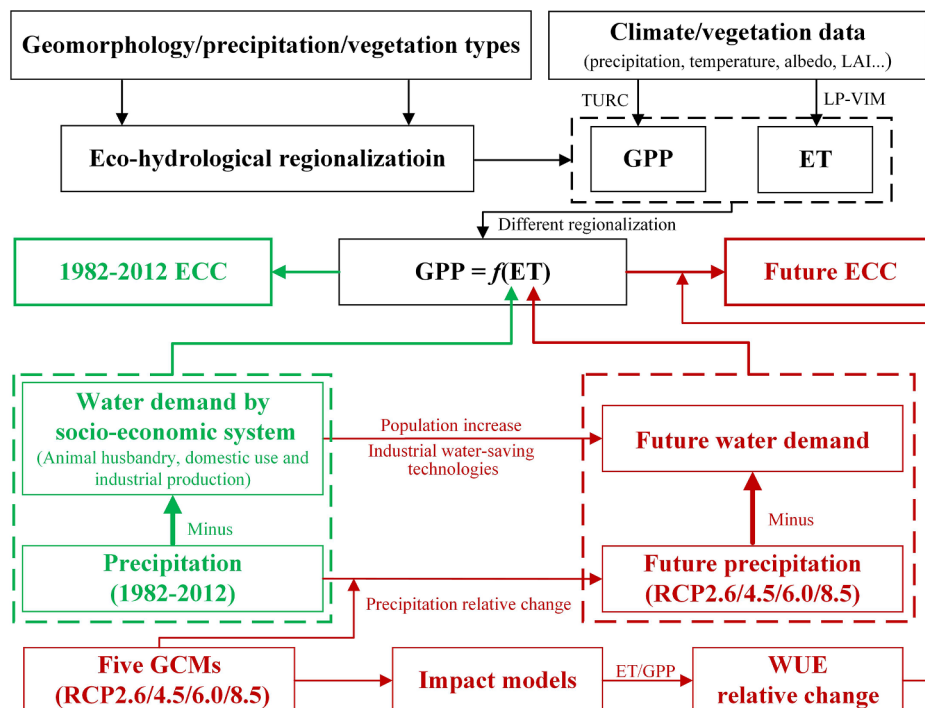 Geomorphology/precipitation/vegetation types
Climate/vegetation data
(precipitation, temperature, albedo, LAI...)
TURC
LP-VIM
Eco-hydrological regionalizatioin
GPP
ET
Different regionalization
1982-2012 ECC
GPP = f(ET)
Future ECC
Water demand by
socio-economic system
(Animal husbandry, domestic use and
industrial production)
Population increase
Industrial water-saving
technologies
Future water demand
Minus
Minus
Precipitation
(1982-2012)
Precipitation relative change
Future precipitation
(RCP2.6/4.5/6.0/8.5)
Five GCMs
(RCP2.6/4.5/6.0/8.5)
Impact models
ET/GPP
WUE
relative change